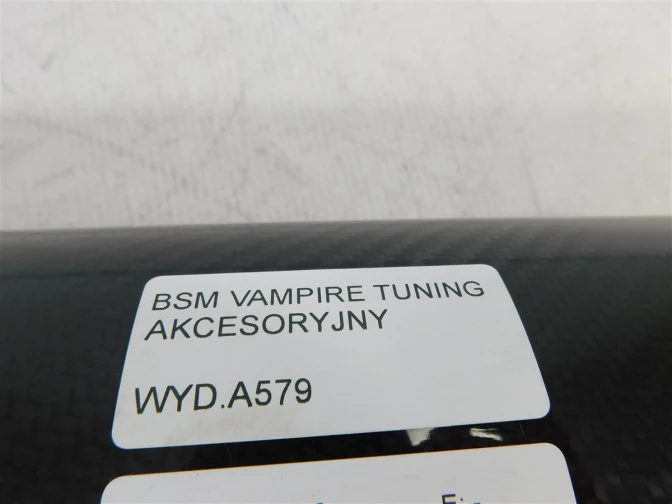 BSM VAMPIRE TUNING
AKCESORYJNY
WYD.A579